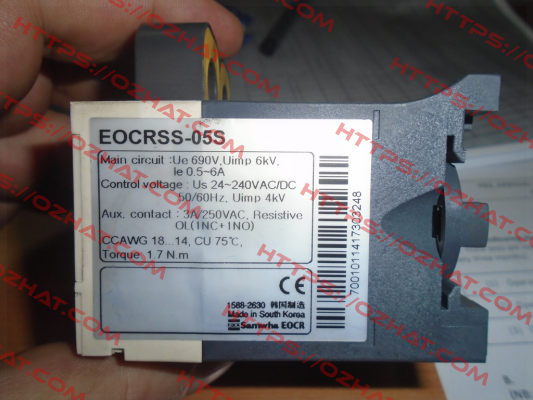 EOCRSS-05S
Main circuit : Ue 690V, Uimp 6kV.
Ie 0.5~6A
Control voltage : Us 24~240VAC/DC
50/60Hz, Uimp 4kV
Aux. contact : 3A/250VAC, Resistive
OL(1NC+1NO)
CCAWG 18...14, CU 75℃,
Torque 1.7 N.m
CE
1588-2630 韩国制造
Made in South Korea
Samwha EOCR
7001011417303248
HTTPS://OZHAT.COM